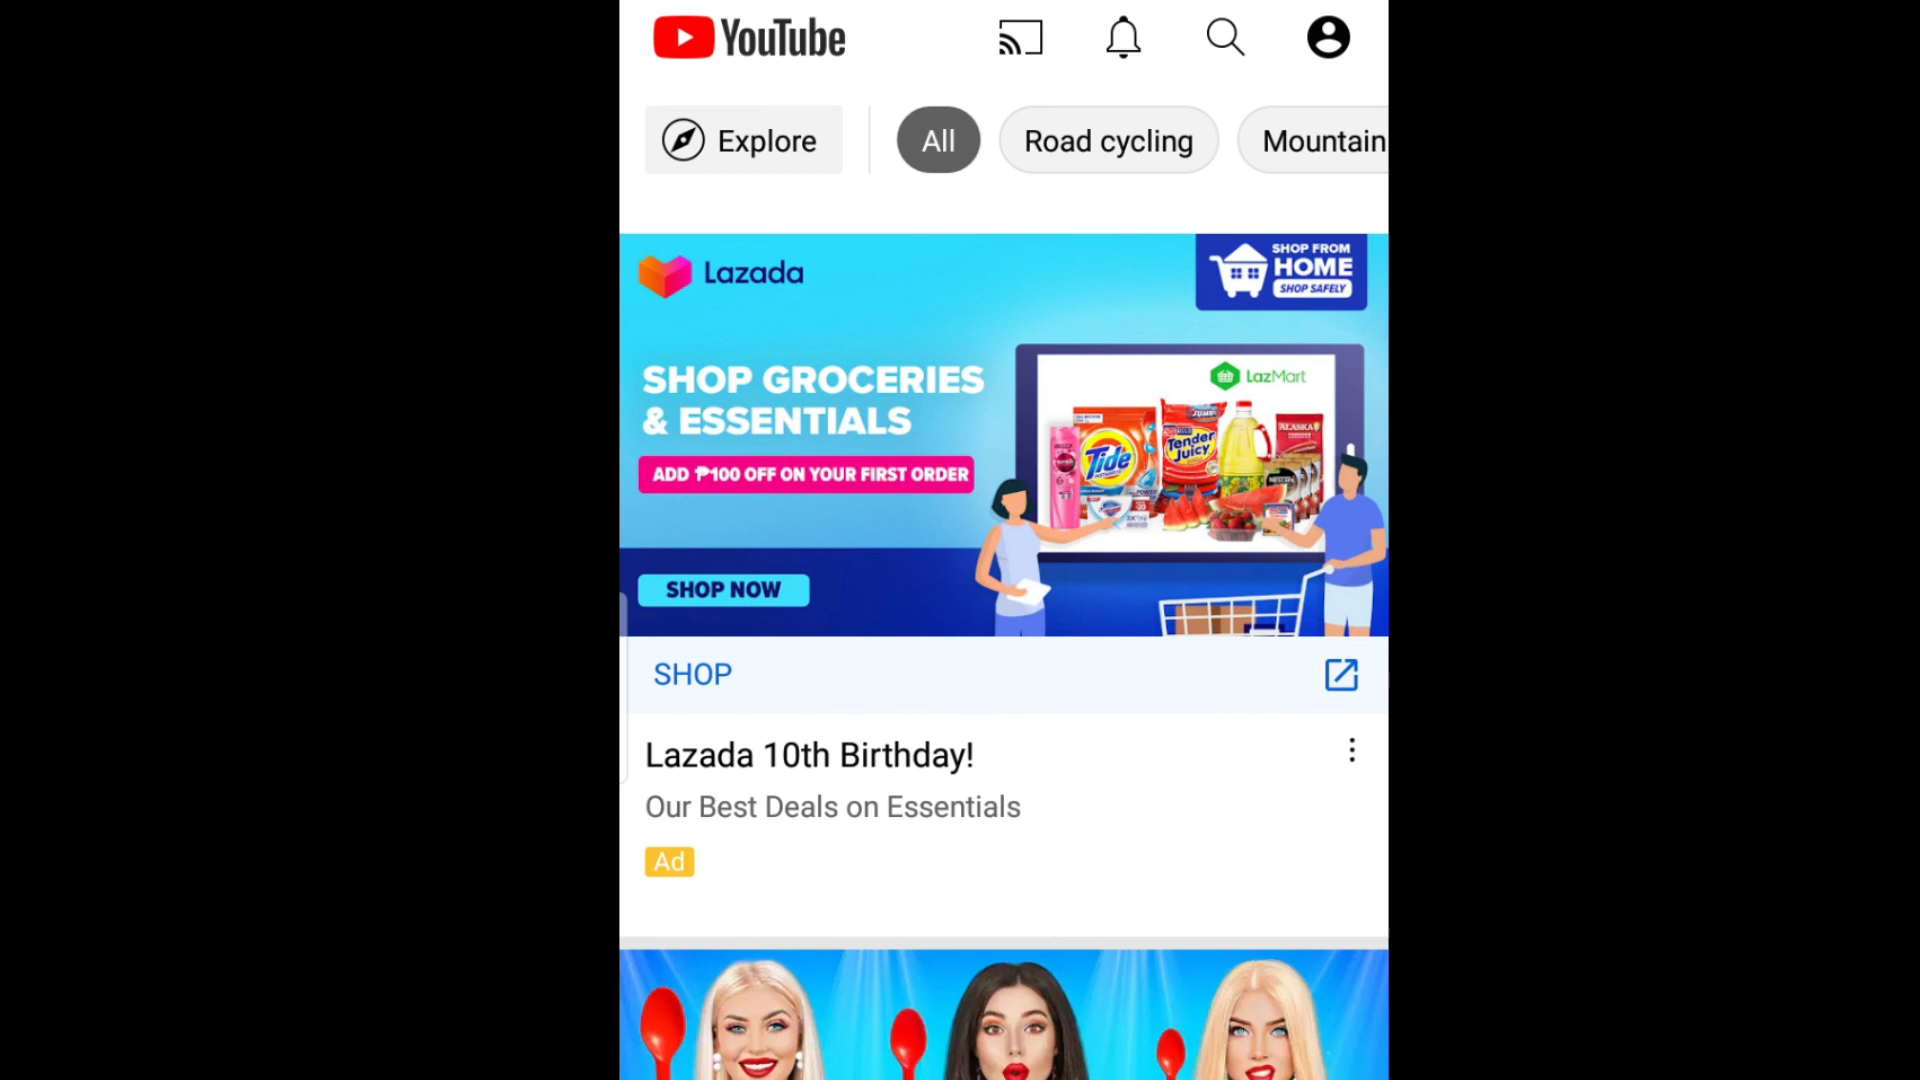 YouTube
Explore
All
Road cycling
Mountain
Lazada
SHOP FROM
HOME
SHOP SAFELY
SHOP GROCERIES
& ESSENTIALS
ADD ₱100 OFF ON YOUR FIRST ORDER
LazMart
Tide
JUMBO
Tender
Juicy
ALASKA
NESCAFE
SHOP NOW
SHOP
Lazada 10th Birthday!
Our Best Deals on Essentials
Ad